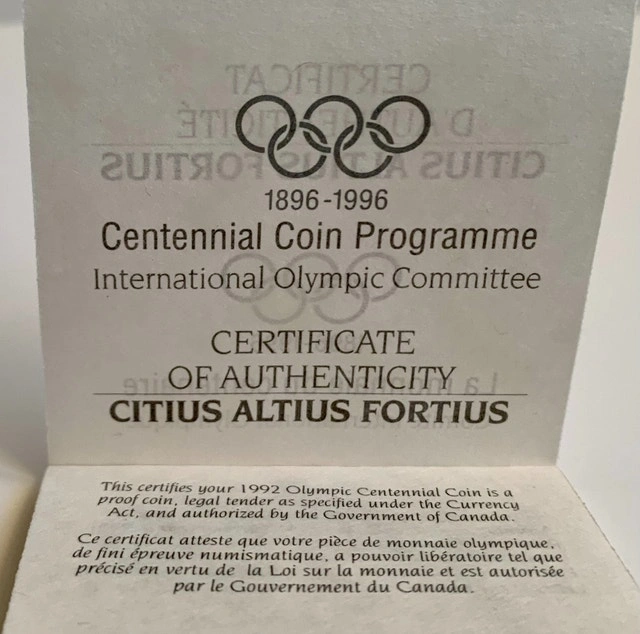 1896-1996
Centennial Coin Programme
International Olympic Committee
CERTIFICATE
OF AUTHENTICITY
CITIUS ALTIUS FORTIUS
This certifies your 1992 Olympic Centennial Coin is a
proof coin, legal tender as specified under the Currency
Act, and authorized by the Government of Canada.
Ce certificat atteste que votre pièce de monnaie olympique,
de fini épreuve numismatique, a pouvoir libératoire tel que
précisé en vertu de la Loi sur la monnaie et est autorisée
par le Gouvernement du Canada.